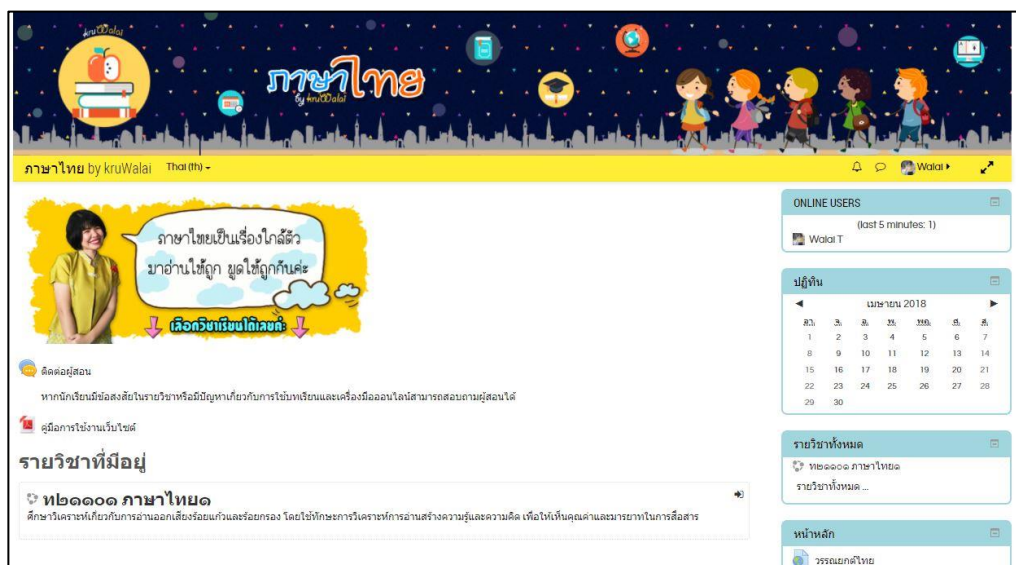 kruWalai
ภาษาไทย
by kruWalai
ภาษาไทย by kruWalai Thai (th)
Walai
ภาษาไทยเป็นเรื่องใกล้ตัว
มาอ่านให้ถูก พูดให้ถูกกันค่ะ
เลือกวิชาเรียนได้เลยค่ะ
ติดต่อผู้สอน
หากนักเรียนมีข้อสงสัยในรายวิชาหรือมีปัญหาเกี่ยวกับการใช้บทเรียนและเครื่องมือออนไลน์สามารถสอบถามผู้สอนได้
คู่มือการใช้งานเว็บไซต์
รายวิชาที่มีอยู่
ท๒๑๑๐๑ ภาษาไทย๑
ศึกษาวิเคราะห์เกี่ยวกับการอ่านออกเสียงร้อยแก้วและร้อยกรอง โดยใช้ทักษะการวิเคราะห์การอ่านสร้างความรู้และความคิด เพื่อให้เห็นคุณค่าและมารยาทในการสื่อสาร
ONLINE USERS
(last 5 minutes: 1)
Walai T
ปฏิทิน
เมษายน 2018
อา. จ. อ. พ. พฤ. ศ. ส.
1 2 3 4 5 6 7
8 9 10 11 12 13 14
15 16 17 18 19 20 21
22 23 24 25 26 27 28
29 30
รายวิชาทั้งหมด
ท๒๑๑๐๑ ภาษาไทย๑
รายวิชาทั้งหมด ...
หน้าหลัก
วรรณยุกต์ไทย